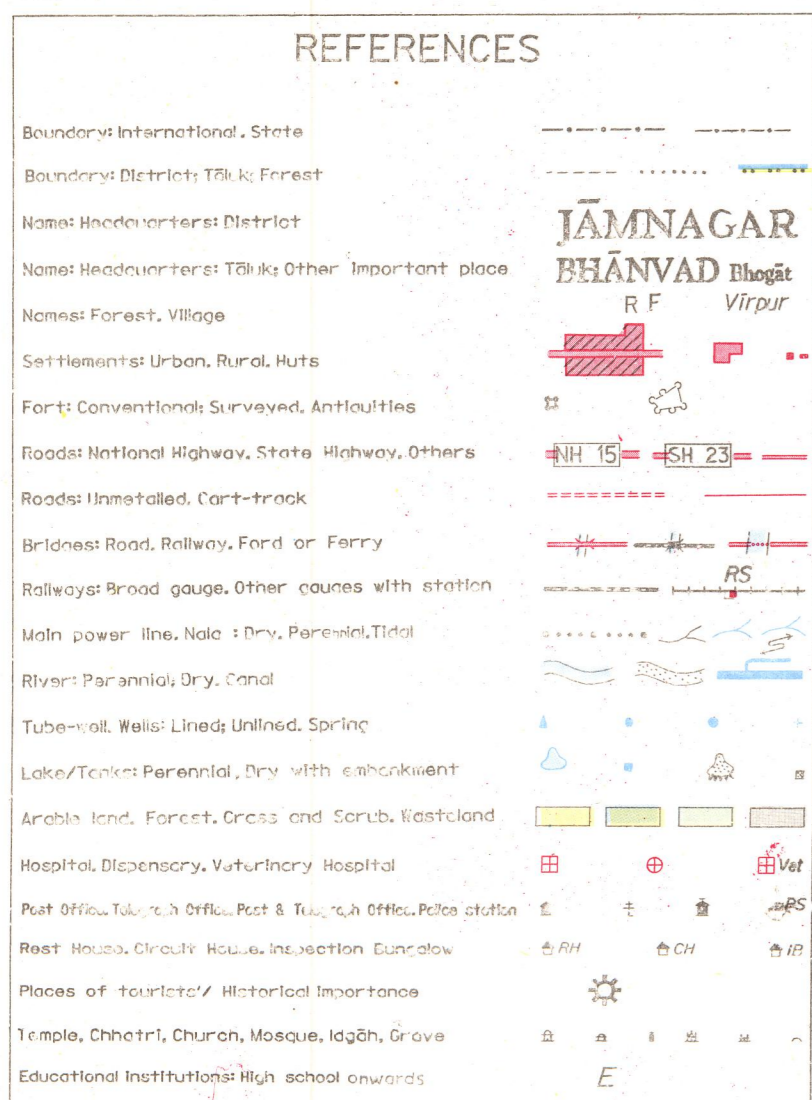 REFERENCES
Boundary: International, State
Boundary: District; Tāluk; Forest
Name: Headquarters: District JĀMNAGAR
Name: Headquarters: Tāluk; Other important place BHĀNVAD Bhogāt
Names: Forest, Village R F Vīrpur
Settlements: Urban, Rural, Huts
Fort: Conventional; Surveyed, Antiquities
Roads: National Highway, State Highway, Others NH 15 SH 23
Roads: Unmetalled, Cart-track
Bridges: Road, Railway, Ford or Ferry
Railways: Broad gauge, Other gauges with station RS
Main power line, Nala : Dry, Perennial, Tidal
River: Perennial; Dry, Canal
Tube-well, Wells: Lined; Unlined, Spring
Lake/Tanks: Perennial, Dry with embankment
Arable land, Forest, Grass and Scrub, Wasteland
Hospital, Dispensary, Veterinary Hospital Vet
Post Office, Telegraph Office, Post & Telegraph Office, Police station PS
Rest House, Circuit House, Inspection Bungalow RH CH IB
Places of tourists'/ Historical Importance
Temple, Chhatri, Church, Mosque, Idgāh, Grave
Educational Institutions: High school onwards E